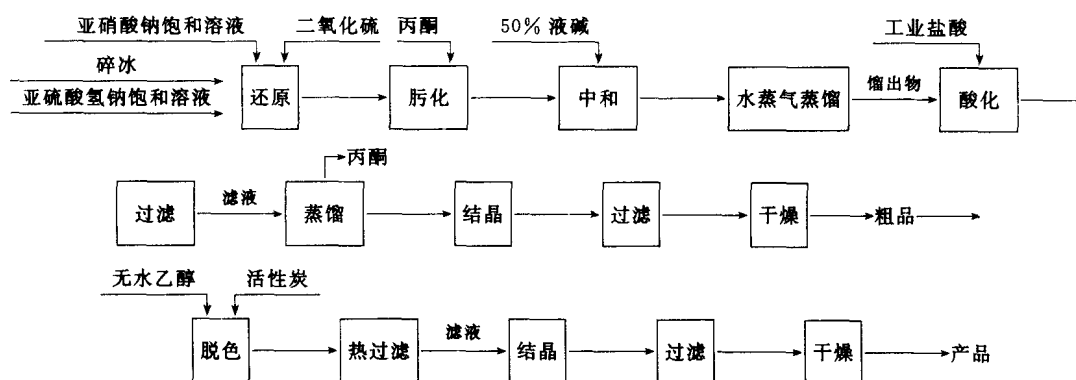 亚硝酸钠饱和溶液
二氧化硫
丙酮
50%液碱
工业盐酸
碎冰
亚硫酸氢钠饱和溶液
还原
肟化
中和
水蒸气蒸馏
馏出物
酸化
丙酮
过滤
滤液
蒸馏
结晶
过滤
干燥
粗品
无水乙醇
活性炭
脱色
热过滤
滤液
结晶
过滤
干燥
产品